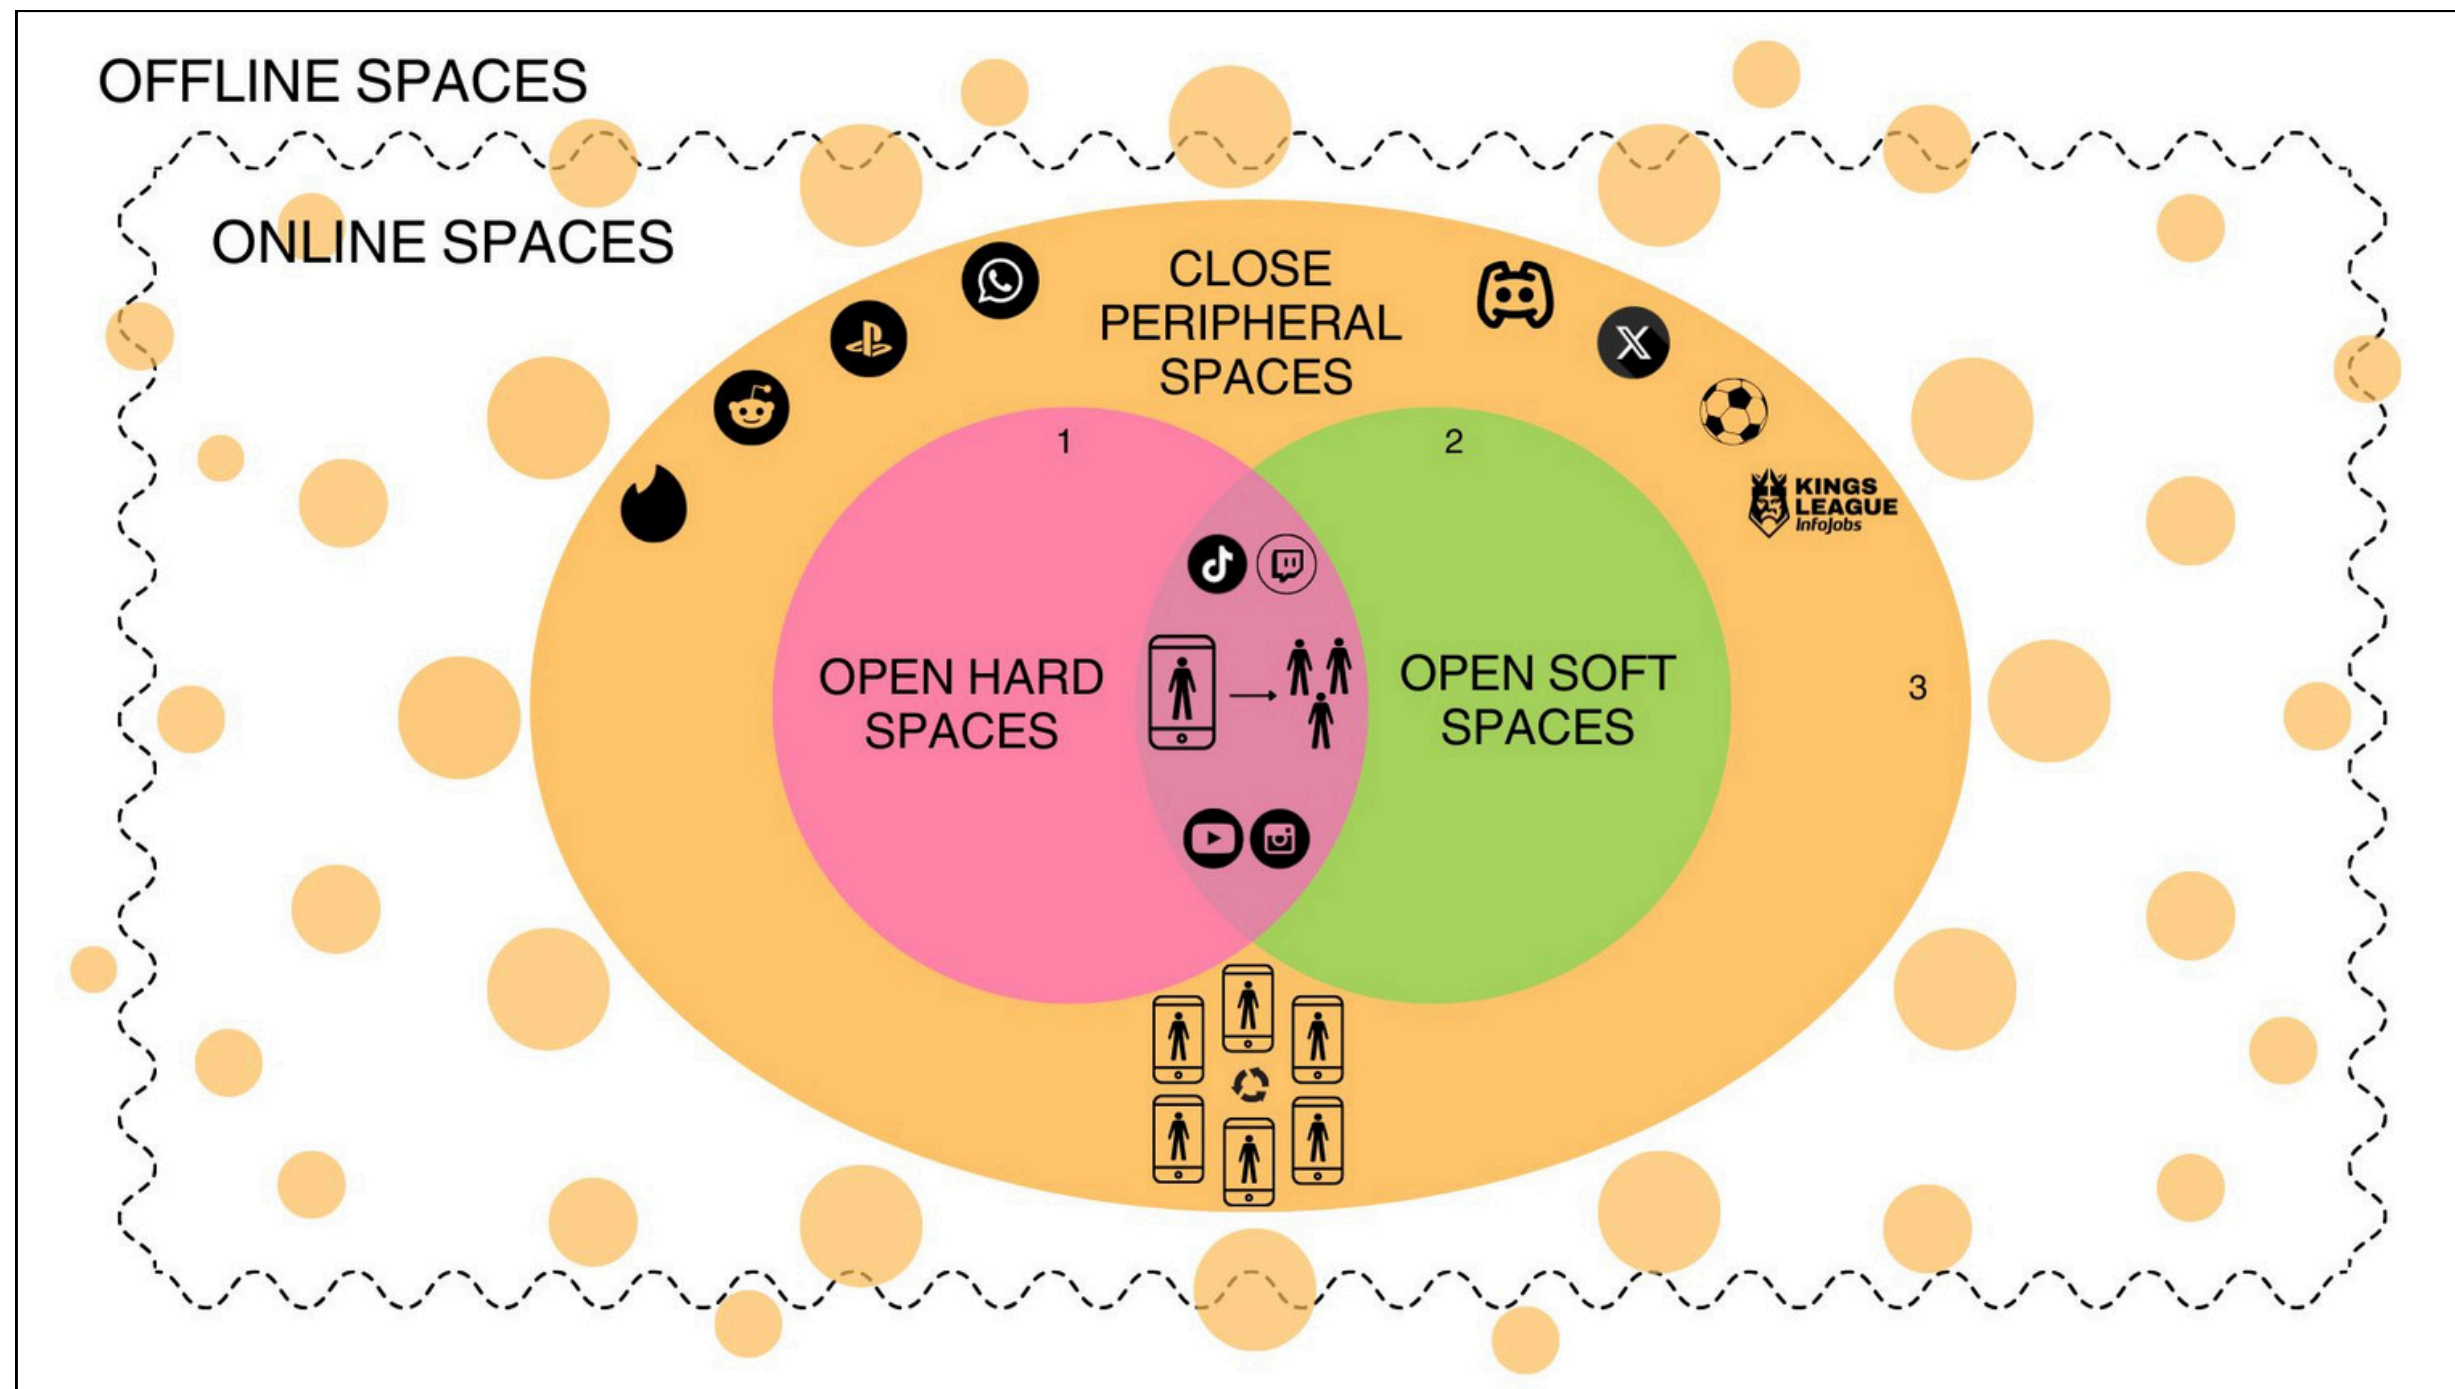 OFFLINE SPACES
ONLINE SPACES
CLOSE
PERIPHERAL
SPACES
1
2
KINGS
LEAGUE
InfoJobs
OPEN HARD
SPACES
OPEN SOFT
SPACES
3